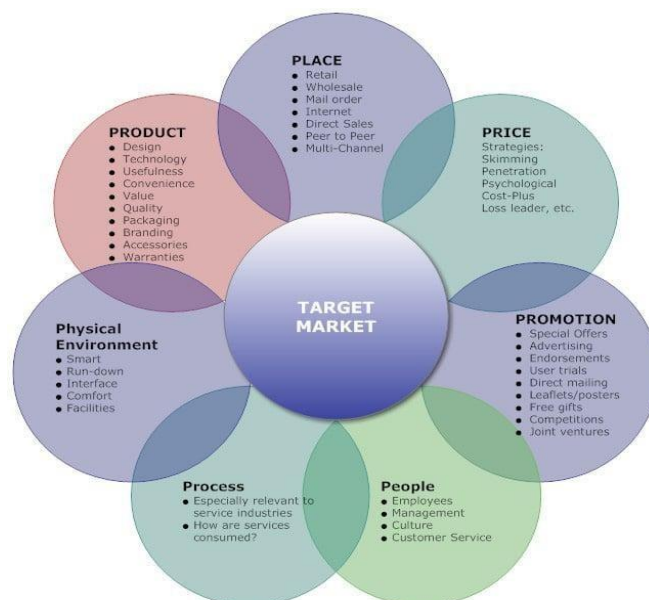 PLACE
Retail
Wholesale
Mail order
Internet
Direct Sales
Peer to Peer
Multi-Channel
PRODUCT
Design
Technology
Usefulness
Convenience
Value
Quality
Packaging
Branding
Accessories
Warranties
PRICE
Strategies:
Skimming
Penetration
Psychological
Cost-Plus
Loss leader, etc.
TARGET
MARKET
Physical
Environment
Smart
Run-down
Interface
Comfort
Facilities
PROMOTION
Special Offers
Advertising
Endorsements
User trials
Direct mailing
Leaflets/posters
Free gifts
Competitions
Joint ventures
Process
Especially relevant to
service industries
How are services
consumed?
People
Employees
Management
Culture
Customer Service